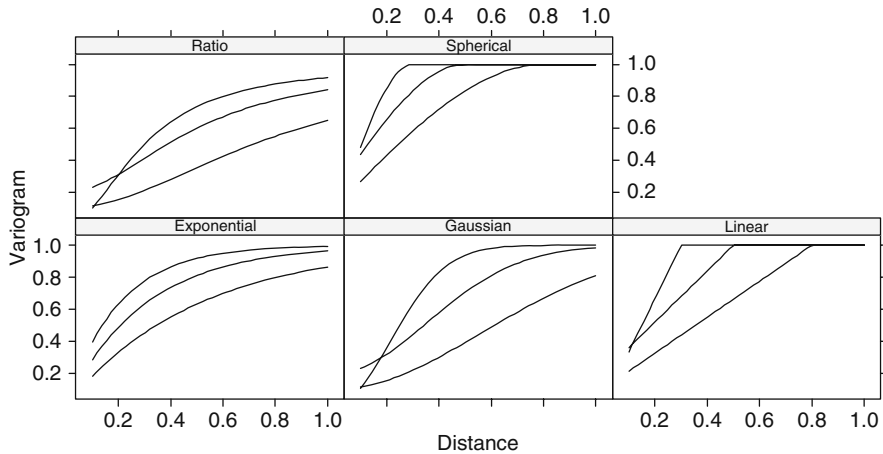 0.2 0.4 0.6 0.8 1.0
Ratio Spherical
1.0
0.8
0.6
0.4
0.2
Variogram
Exponential Gaussian Linear
1.0
0.8
0.6
0.4
0.2
0.2 0.4 0.6 0.8 1.0 0.2 0.4 0.6 0.8 1.0
Distance